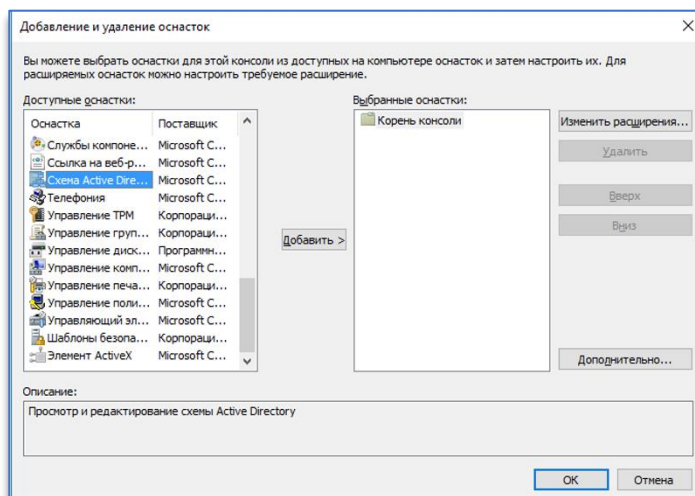 Добавление и удаление оснасток
Вы можете выбрать оснастки для этой консоли из доступных на компьютере оснасток и затем настроить их. Для
расширяемых оснасток можно настроить требуемое расширение.
Доступные оснастки:
Оснастка Поставщик
Службы компоне... Microsoft C...
Ссылка на веб-р... Microsoft C...
Схема Active Dire... Microsoft C...
Телефония Microsoft C...
Управление TPM Корпораци...
Управление груп... Корпораци...
Управление диск... Программн...
Управление комп... Microsoft C...
Управление печа... Корпораци...
Управление поли... Microsoft C...
Управляющий эл... Microsoft C...
Шаблоны безопа... Корпораци...
Элемент ActiveX Microsoft C...
Добавить >
Выбранные оснастки:
Корень консоли
Изменить расширения...
Удалить
Вверх
Вниз
Дополнительно...
Описание:
Просмотр и редактирование схемы Active Directory
OK Отмена